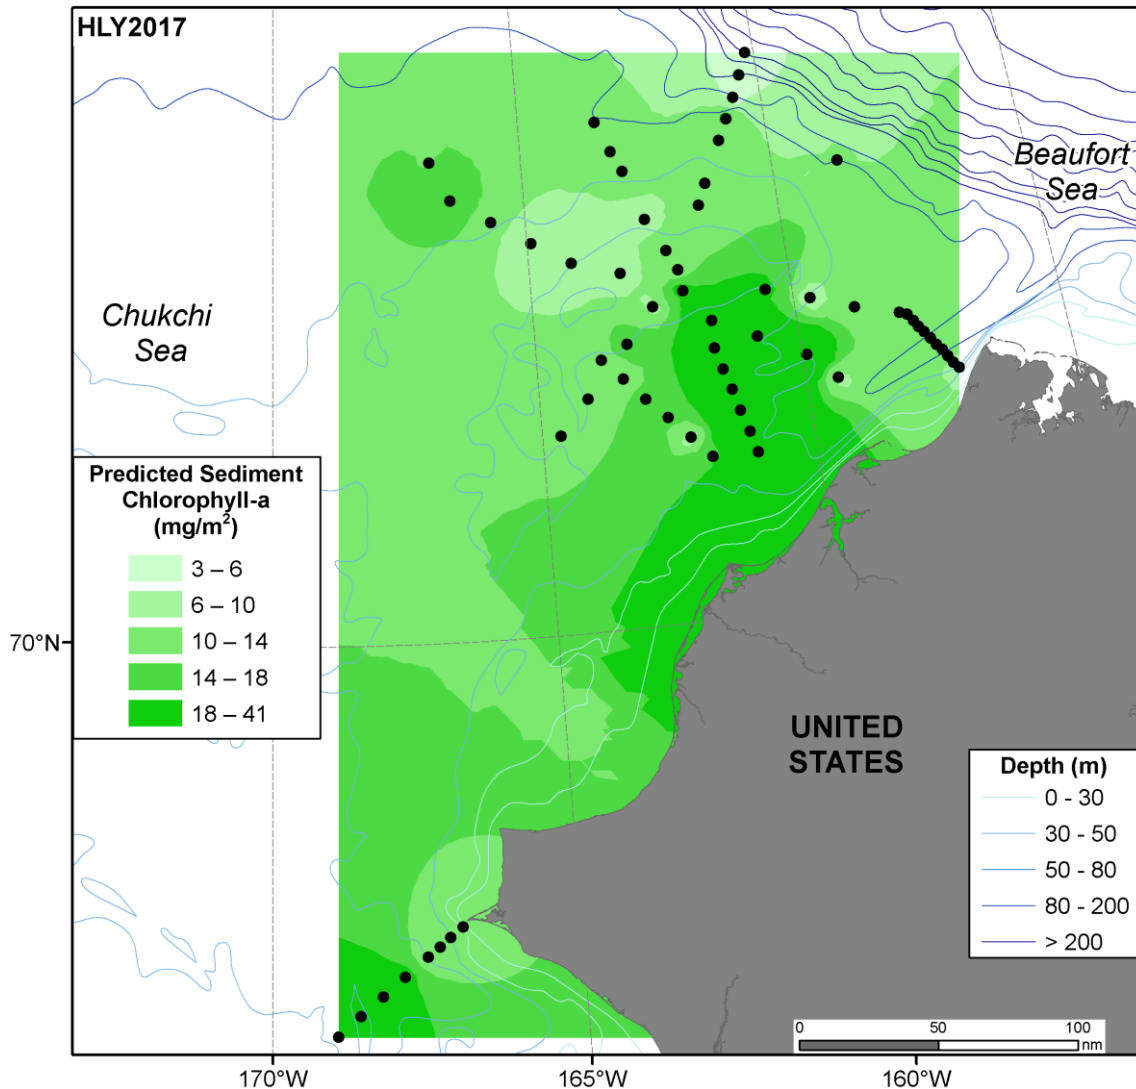 HLY2017
Beaufort
Sea
Chukchi
Sea
Predicted Sediment
Chlorophyll-a
(mg/m²)
3 – 6
6 – 10
10 – 14
14 – 18
18 – 41
70°N
UNITED
STATES
Depth (m)
0 - 30
30 - 50
50 - 80
80 - 200
> 200
0 50 100
nm
170°W 165°W 160°W